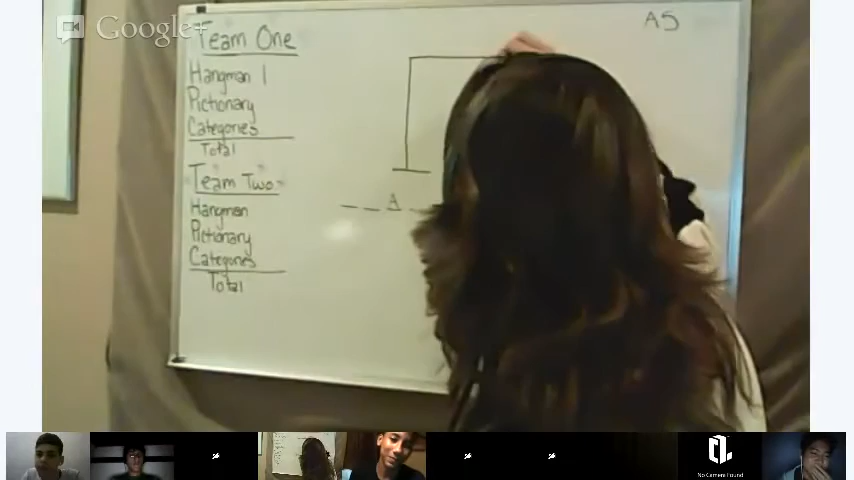 Google+
Team One
Hangman 1
Pictionary
Categories
Total
Team Two
Hangman
Pictionary
Categories
Total
A
AS
No Camera Found